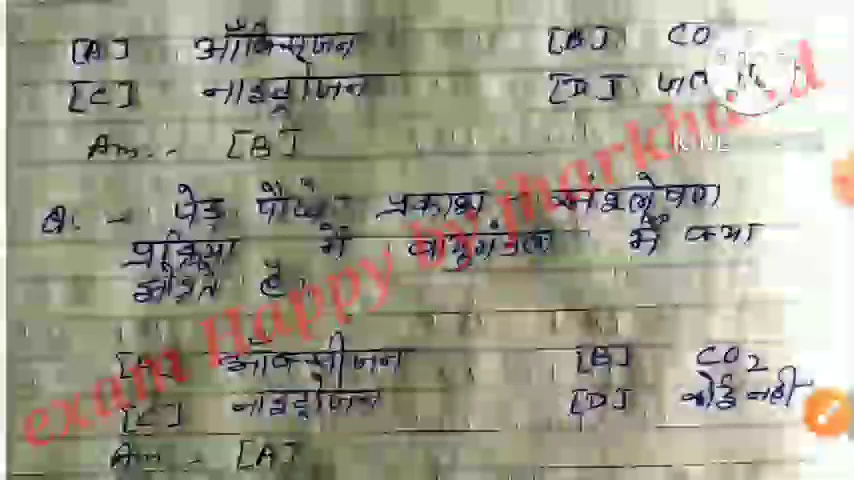 [A] ऑक्सिजन [B] CO
[C] नाइट्रोजन [D]
Ans.- [B]
Q:- पेड़ पौधे प्रकाश संश्लेषण
प्रक्रिया में वायुमंडल में क्या
छोड़ते है
[A] ऑक्सीजन [B] CO2
[C] नाइट्रोजन [D] कोई नही
Ans - [A]
exam Happy by jharkhand